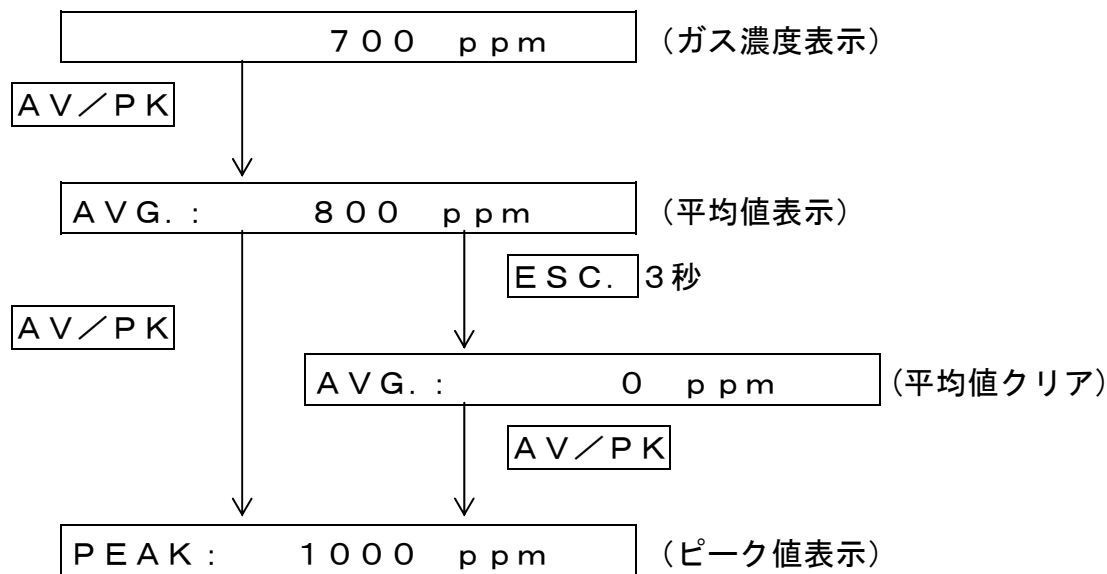 ７００　ｐｐｍ （ガス濃度表示）
ＡＶ／ＰＫ
ＡＶＧ．：　８００　ｐｐｍ （平均値表示）
ＥＳＣ．３秒
ＡＶ／ＰＫ
ＡＶＧ．：　０　ｐｐｍ （平均値クリア）
ＡＶ／ＰＫ
ＰＥＡＫ：　１０００　ｐｐｍ （ピーク値表示）